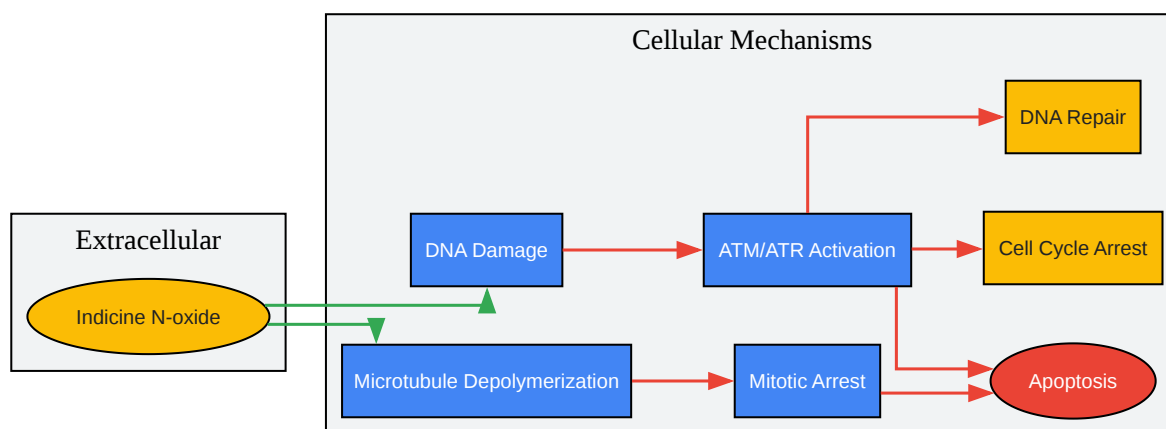 Cellular Mechanisms
DNA Repair
Extracellular
DNA Damage
ATM/ATR Activation
Cell Cycle Arrest
Indicine N-oxide
Microtubule Depolymerization
Mitotic Arrest
Apoptosis